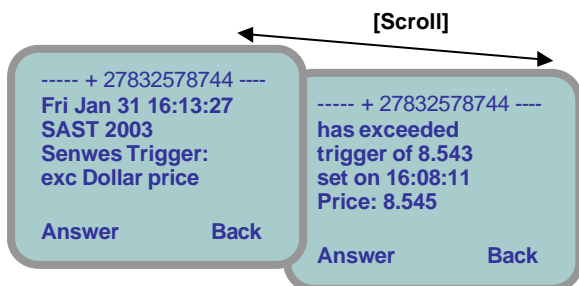 [Scroll]
----- + 27832578744 ----
Fri Jan 31 16:13:27
SAST 2003
Senwes Trigger:
exc Dollar price
Answer Back
----- + 27832578744 ----
has exceeded
trigger of 8.543
set on 16:08:11
Price: 8.545
Answer Back